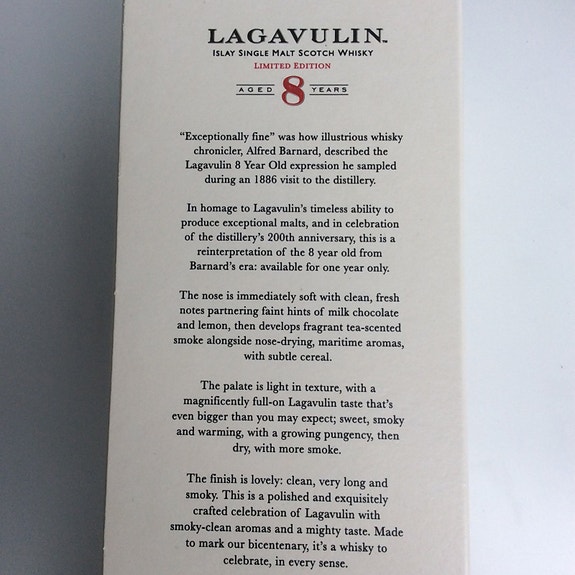 LAGAVULIN™
ISLAY SINGLE MALT SCOTCH WHISKY
LIMITED EDITION
AGED 8 YEARS
"Exceptionally fine" was how illustrious whisky
chronicler, Alfred Barnard, described the
Lagavulin 8 Year Old expression he sampled
during an 1886 visit to the distillery.
In homage to Lagavulin's timeless ability to
produce exceptional malts, and in celebration
of the distillery's 200th anniversary, this is a
reinterpretation of the 8 year old from
Barnard's era: available for one year only.
The nose is immediately soft with clean, fresh
notes partnering faint hints of milk chocolate
and lemon, then develops fragrant tea-scented
smoke alongside nose-drying, maritime aromas,
with subtle cereal.
The palate is light in texture, with a
magnificently full-on Lagavulin taste that's
even bigger than you may expect; sweet, smoky
and warming, with a growing pungency, then
dry, with more smoke.
The finish is lovely: clean, very long and
smoky. This is a polished and exquisitely
crafted celebration of Lagavulin with
smoky-clean aromas and a mighty taste. Made
to mark our bicentenary, it's a whisky to
celebrate, in every sense.